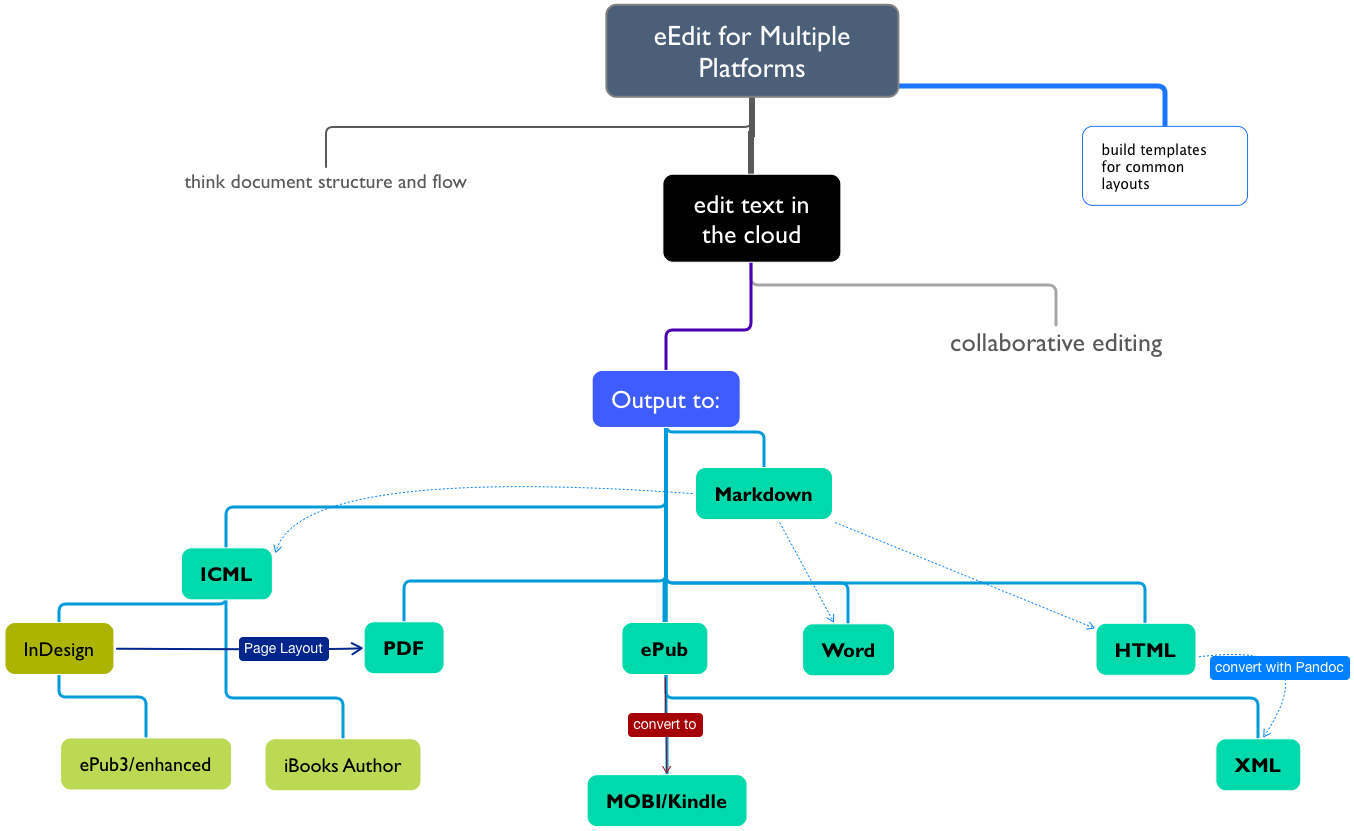 eEdit for Multiple
Platforms
build templates
for common
layouts
think document structure and flow
edit text in
the cloud
collaborative editing
Output to:
Markdown
ICML
InDesign
Page Layout
PDF
ePub
Word
HTML
convert with Pandoc
convert to
ePub3/enhanced
iBooks Author
XML
MOBI/Kindle